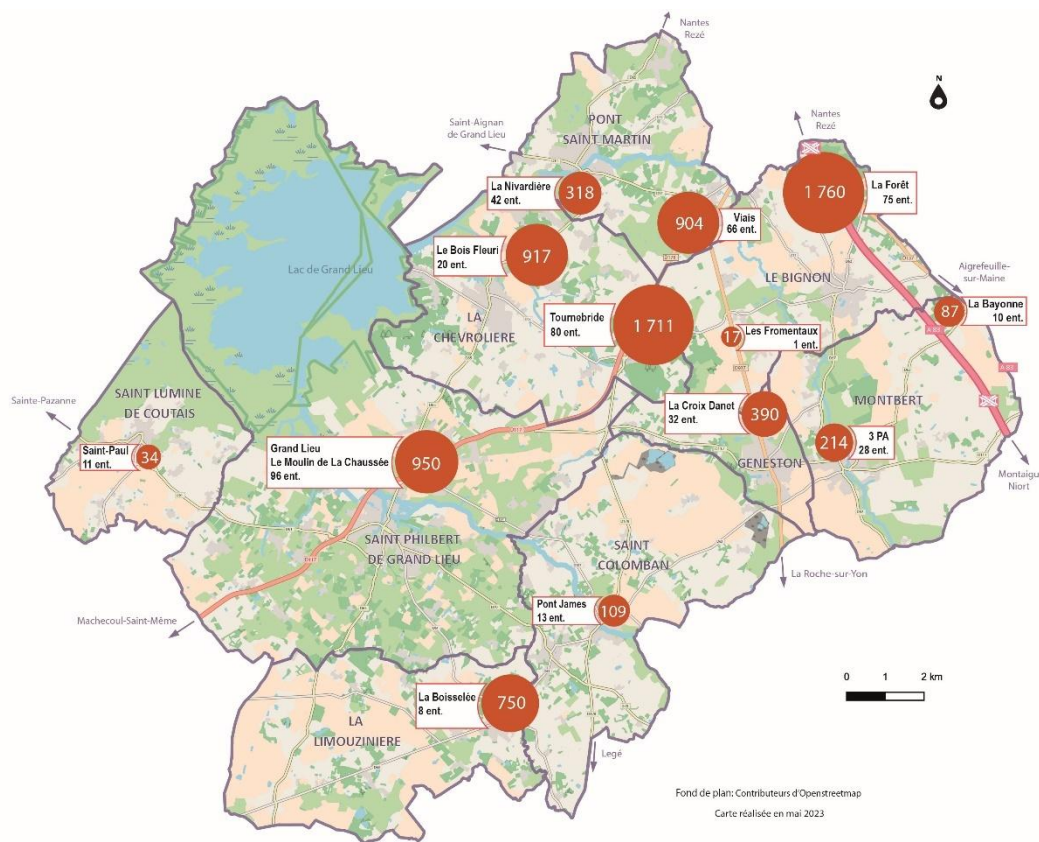 Nantes
Rezé
N
Saint-Aignan
de Grand Lieu
PONT
SAINT MARTIN
Nantes
Rezé
La Nivardière
42 ent.
318
1 760
La Forêt
75 ent.
904
Viais
66 ent.
Le Bois Fleuri
20 ent.
917
Lac de Grand Lieu
LE BIGNON
Aigrefeuille-
sur-Maine
La Bayonne
10 ent.
87
LA
CHEVROLIERE
Tournebride
80 ent.
1 711
17
Les Fromentaux
1 ent.
A 83
A 83
SAINT LUMINE
DE COUTAIS
Sainte-Pazanne
MONTBERT
La Croix Danot
32 ent.
390
Saint-Paul
11 ent.
34
Grand Lieu
Le Moulin de La Chaussée
96 ent.
950
214
3 PA
28 ent.
GENESTON
Montaigu
Niort
SAINT PHILBERT
DE GRAND LIEU
SAINT
COLOMBAN
La Roche-sur-Yon
Machecoul-Saint-Même
Pont James
13 ent.
109
La Boisselée
8 ent.
750
0 1 2 km
LA
LIMOUZINIERE
Legé
Fond de plan: Contributeurs d'Openstreetmap
Carte réalisée en mai 2023